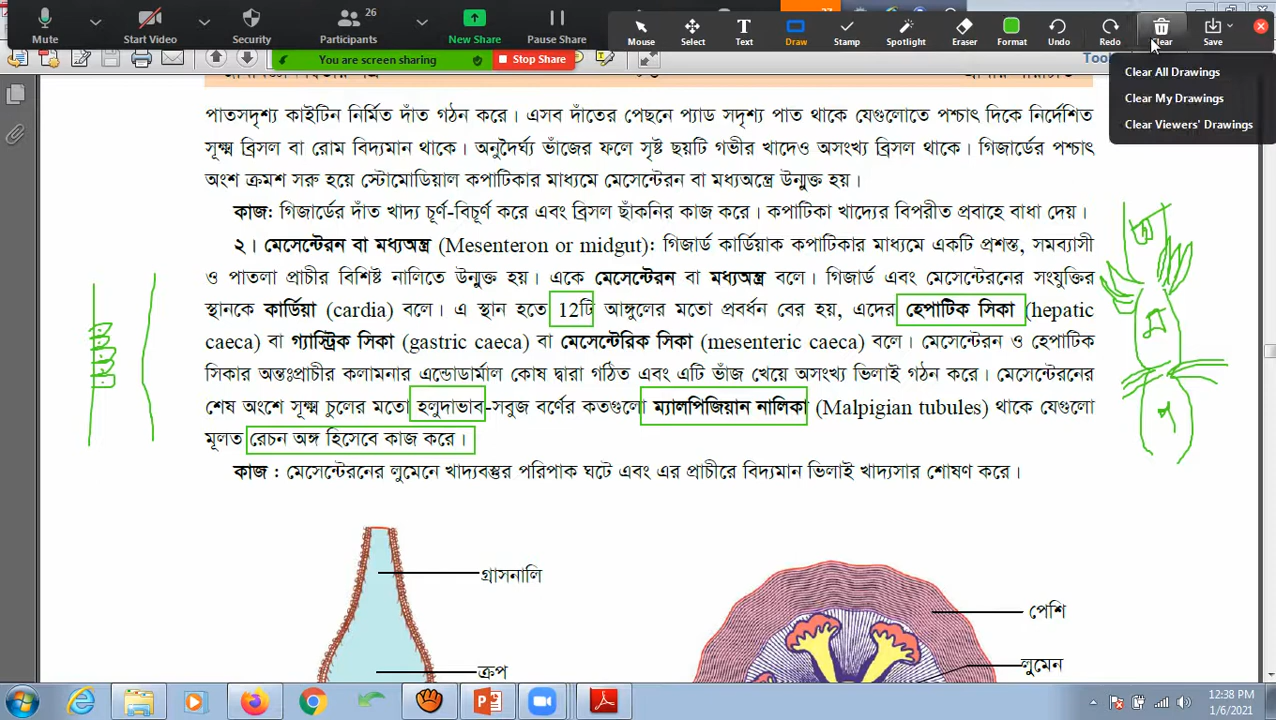 26
Mute
Start Video
Security
Participants
New Share
Pause Share
Mouse
Select
Text
Draw
Stamp
Spotlight
Eraser
Format
Undo
Redo
Clear
Save
You are screen sharing
Stop Share
Tools
Clear All Drawings
Clear My Drawings
Clear Viewers' Drawings
পাতসদৃশ্য কাইটিন নির্মিত দাঁত গঠন করে। এসব দাঁতের পেছনে প্যাড সদৃশ্য পাত থাকে যেগুলোতে পশ্চাৎ দিকে নির্দেশিত
সূক্ষ্ম ব্রিসল বা রোম বিদ্যমান থাকে। অনুদৈর্ঘ্য ভাঁজের ফলে সৃষ্ট ছয়টি গভীর খাদেও অসংখ্য ব্রিসল থাকে। গিজার্ডের পশ্চাৎ
অংশ ক্রমশ সরু হয়ে স্টোমোডিয়াল কপাটিকার মাধ্যমে মেসেন্টেরন বা মধ্যঅন্ত্রে উন্মুক্ত হয়।
কাজ: গিজার্ডের দাঁত খাদ্য চূর্ণ-বিচূর্ণ করে এবং ব্রিসল ছাঁকনির কাজ করে। কপাটিকা খাদ্যের বিপরীত প্রবাহে বাধা দেয়।
২। মেসেন্টেরন বা মধ্যঅন্ত্র (Mesenteron or midgut): গিজার্ড কার্ডিয়াক কপাটিকার মাধ্যমে একটি প্রশস্ত, সমব্যাসী
ও পাতলা প্রাচীর বিশিষ্ট নালিতে উন্মুক্ত হয়। একে মেসেন্টেরন বা মধ্যঅন্ত্র বলে। গিজার্ড এবং মেসেন্টেরনের সংযুক্তির
স্থানকে কার্ডিয়া (cardia) বলে। এ স্থান হতে 12টি আঙ্গুলের মতো প্রবর্ধন বের হয়, এদের হেপাটিক সিকা (hepatic
caeca) বা গ্যাস্ট্রিক সিকা (gastric caeca) বা মেসেন্টেরিক সিকা (mesenteric caeca) বলে। মেসেন্টেরন ও হেপাটিক
সিকার অন্তঃপ্রাচীর কলামনার এন্ডোডার্মাল কোষ দ্বারা গঠিত এবং এটি ভাঁজ খেয়ে অসংখ্য ভিলাই গঠন করে। মেসেন্টেরনের
শেষ অংশে সূক্ষ্ম চুলের মতো হলুদাভাব-সবুজ বর্ণের কতগুলো ম্যালপিজিয়ান নালিকা (Malpigian tubules) থাকে যেগুলো
মূলত রেচন অঙ্গ হিসেবে কাজ করে।
কাজ : মেসেন্টেরনের লুমেনে খাদ্যবস্তুর পরিপাক ঘটে এবং এর প্রাচীরে বিদ্যমান ভিলাই খাদ্যসার শোষণ করে।
গ্রাসনালি
ক্রপ
পেশি
লুমেন
12:38 PM
1/6/2021